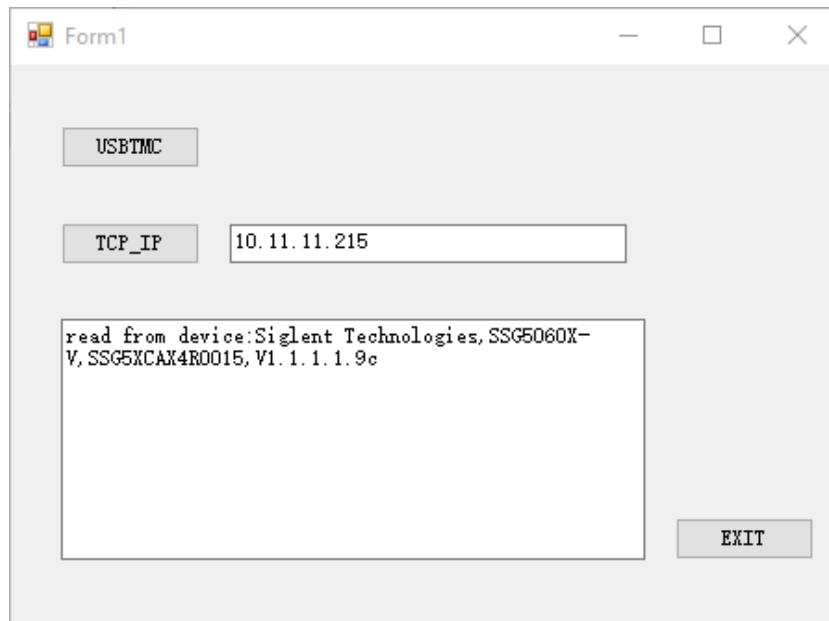 Form1
USBTMC
TCP_IP
10.11.11.215
read from device:Siglent Technologies,SSG5060X-
V,SSG5XCAX4R0015,V1.1.1.1.9c
EXIT